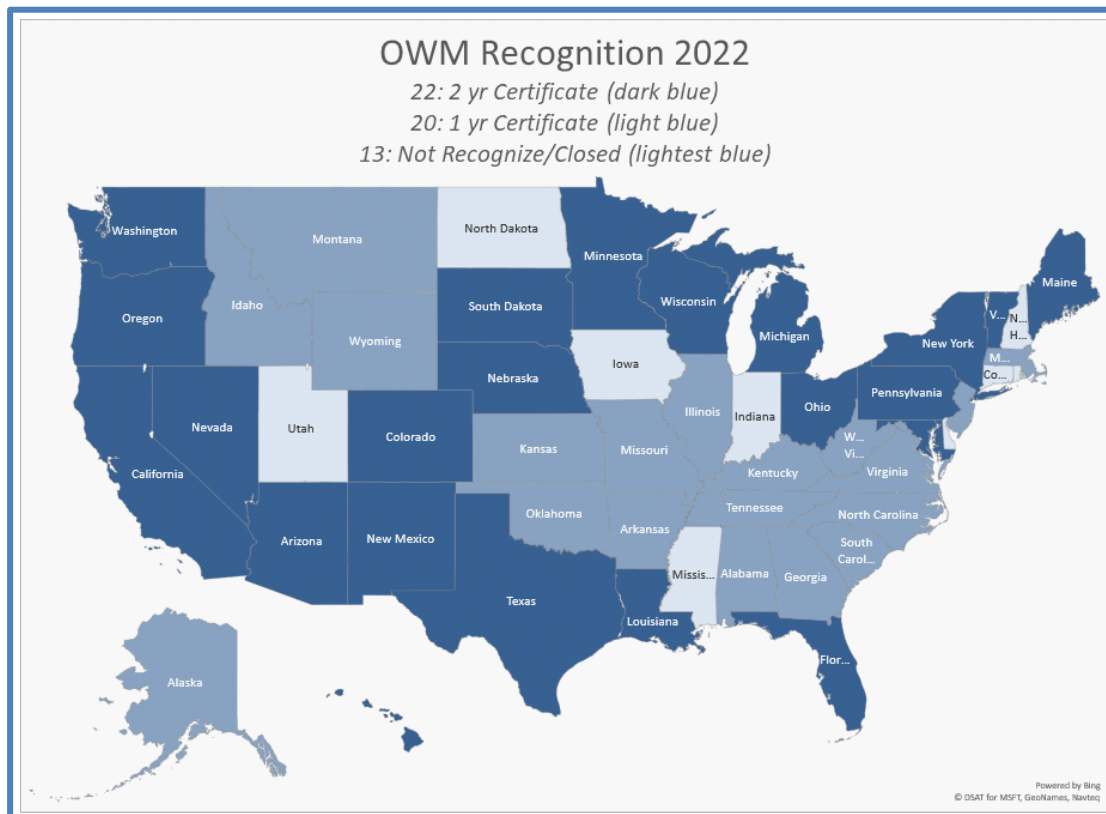 OWM Recognition 2022
22: 2 yr Certificate (dark blue)
20: 1 yr Certificate (light blue)
13: Not Recognize/Closed (lightest blue)
Washington
Montana
North Dakota
Minnesota
Maine
Oregon
Idaho
South Dakota
Wisconsin
Michigan
V...
N...
H...
Wyoming
New York
M...
Co...
Iowa
Nebraska
Pennsylvania
Nevada
Utah
Colorado
Illinois
Indiana
Ohio
California
Kansas
Missouri
W...
Vi...
Kentucky
Virginia
Arizona
New Mexico
Oklahoma
Arkansas
Tennessee
North Carolina
South
Carol...
Missis...
Alabama
Georgia
Texas
Louisiana
Flor...
Alaska
Powered by Bing
© DSAT for MSFT, GeoNames, Navteq